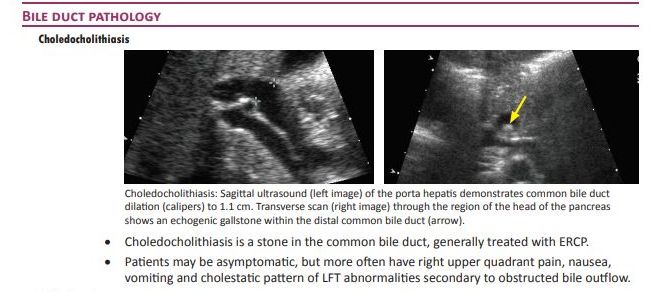 BILE DUCT PATHOLOGY
Choledocholithiasis
Choledocholithiasis: Sagittal ultrasound (left image) of the porta hepatis demonstrates common bile duct
dilation (calipers) to 1.1 cm. Transverse scan (right image) through the region of the head of the pancreas
shows an echogenic gallstone within the distal common bile duct (arrow).
• Choledocholithiasis is a stone in the common bile duct, generally treated with ERCP.
• Patients may be asymptomatic, but more often have right upper quadrant pain, nausea,
vomiting and cholestatic pattern of LFT abnormalities secondary to obstructed bile outflow.